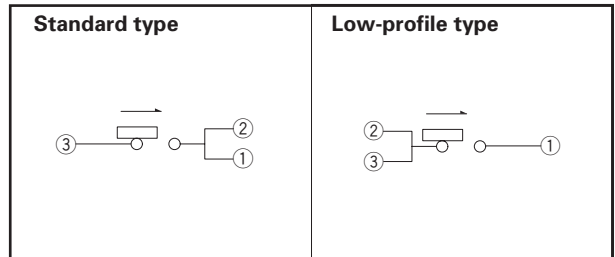 Standard type
Low-profile type
③ ② ①
② ③ ①